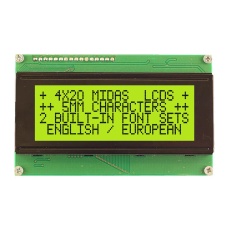 + 4X20 MIDAS LCDS +
++ 5MM CHARACTERS ++
2 BUILT-IN FONT SETS
ENGLISH / EUROPEAN